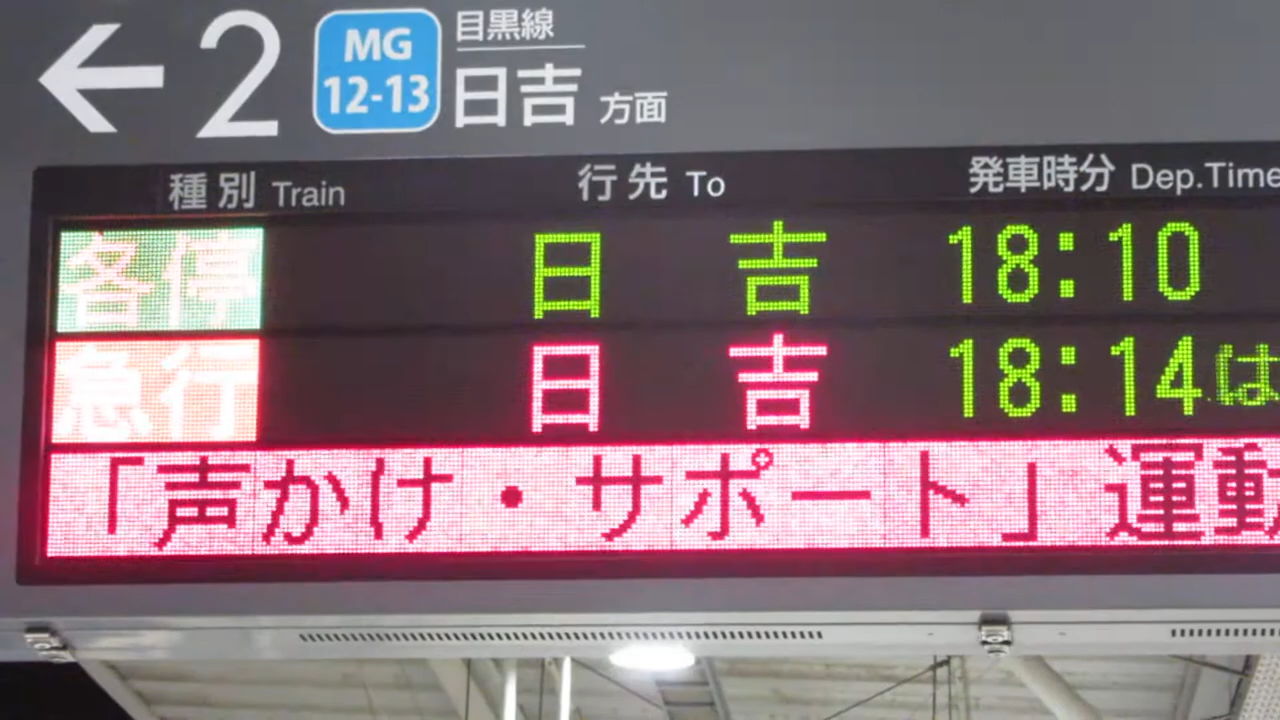 ← 2 MG 12-13 目黒線
日吉 方面
種別 Train 行先 To 発車時分 Dep.Time
各停 日吉 18:10
急行 日吉 18:14 は
「声かけ・サポート」運動